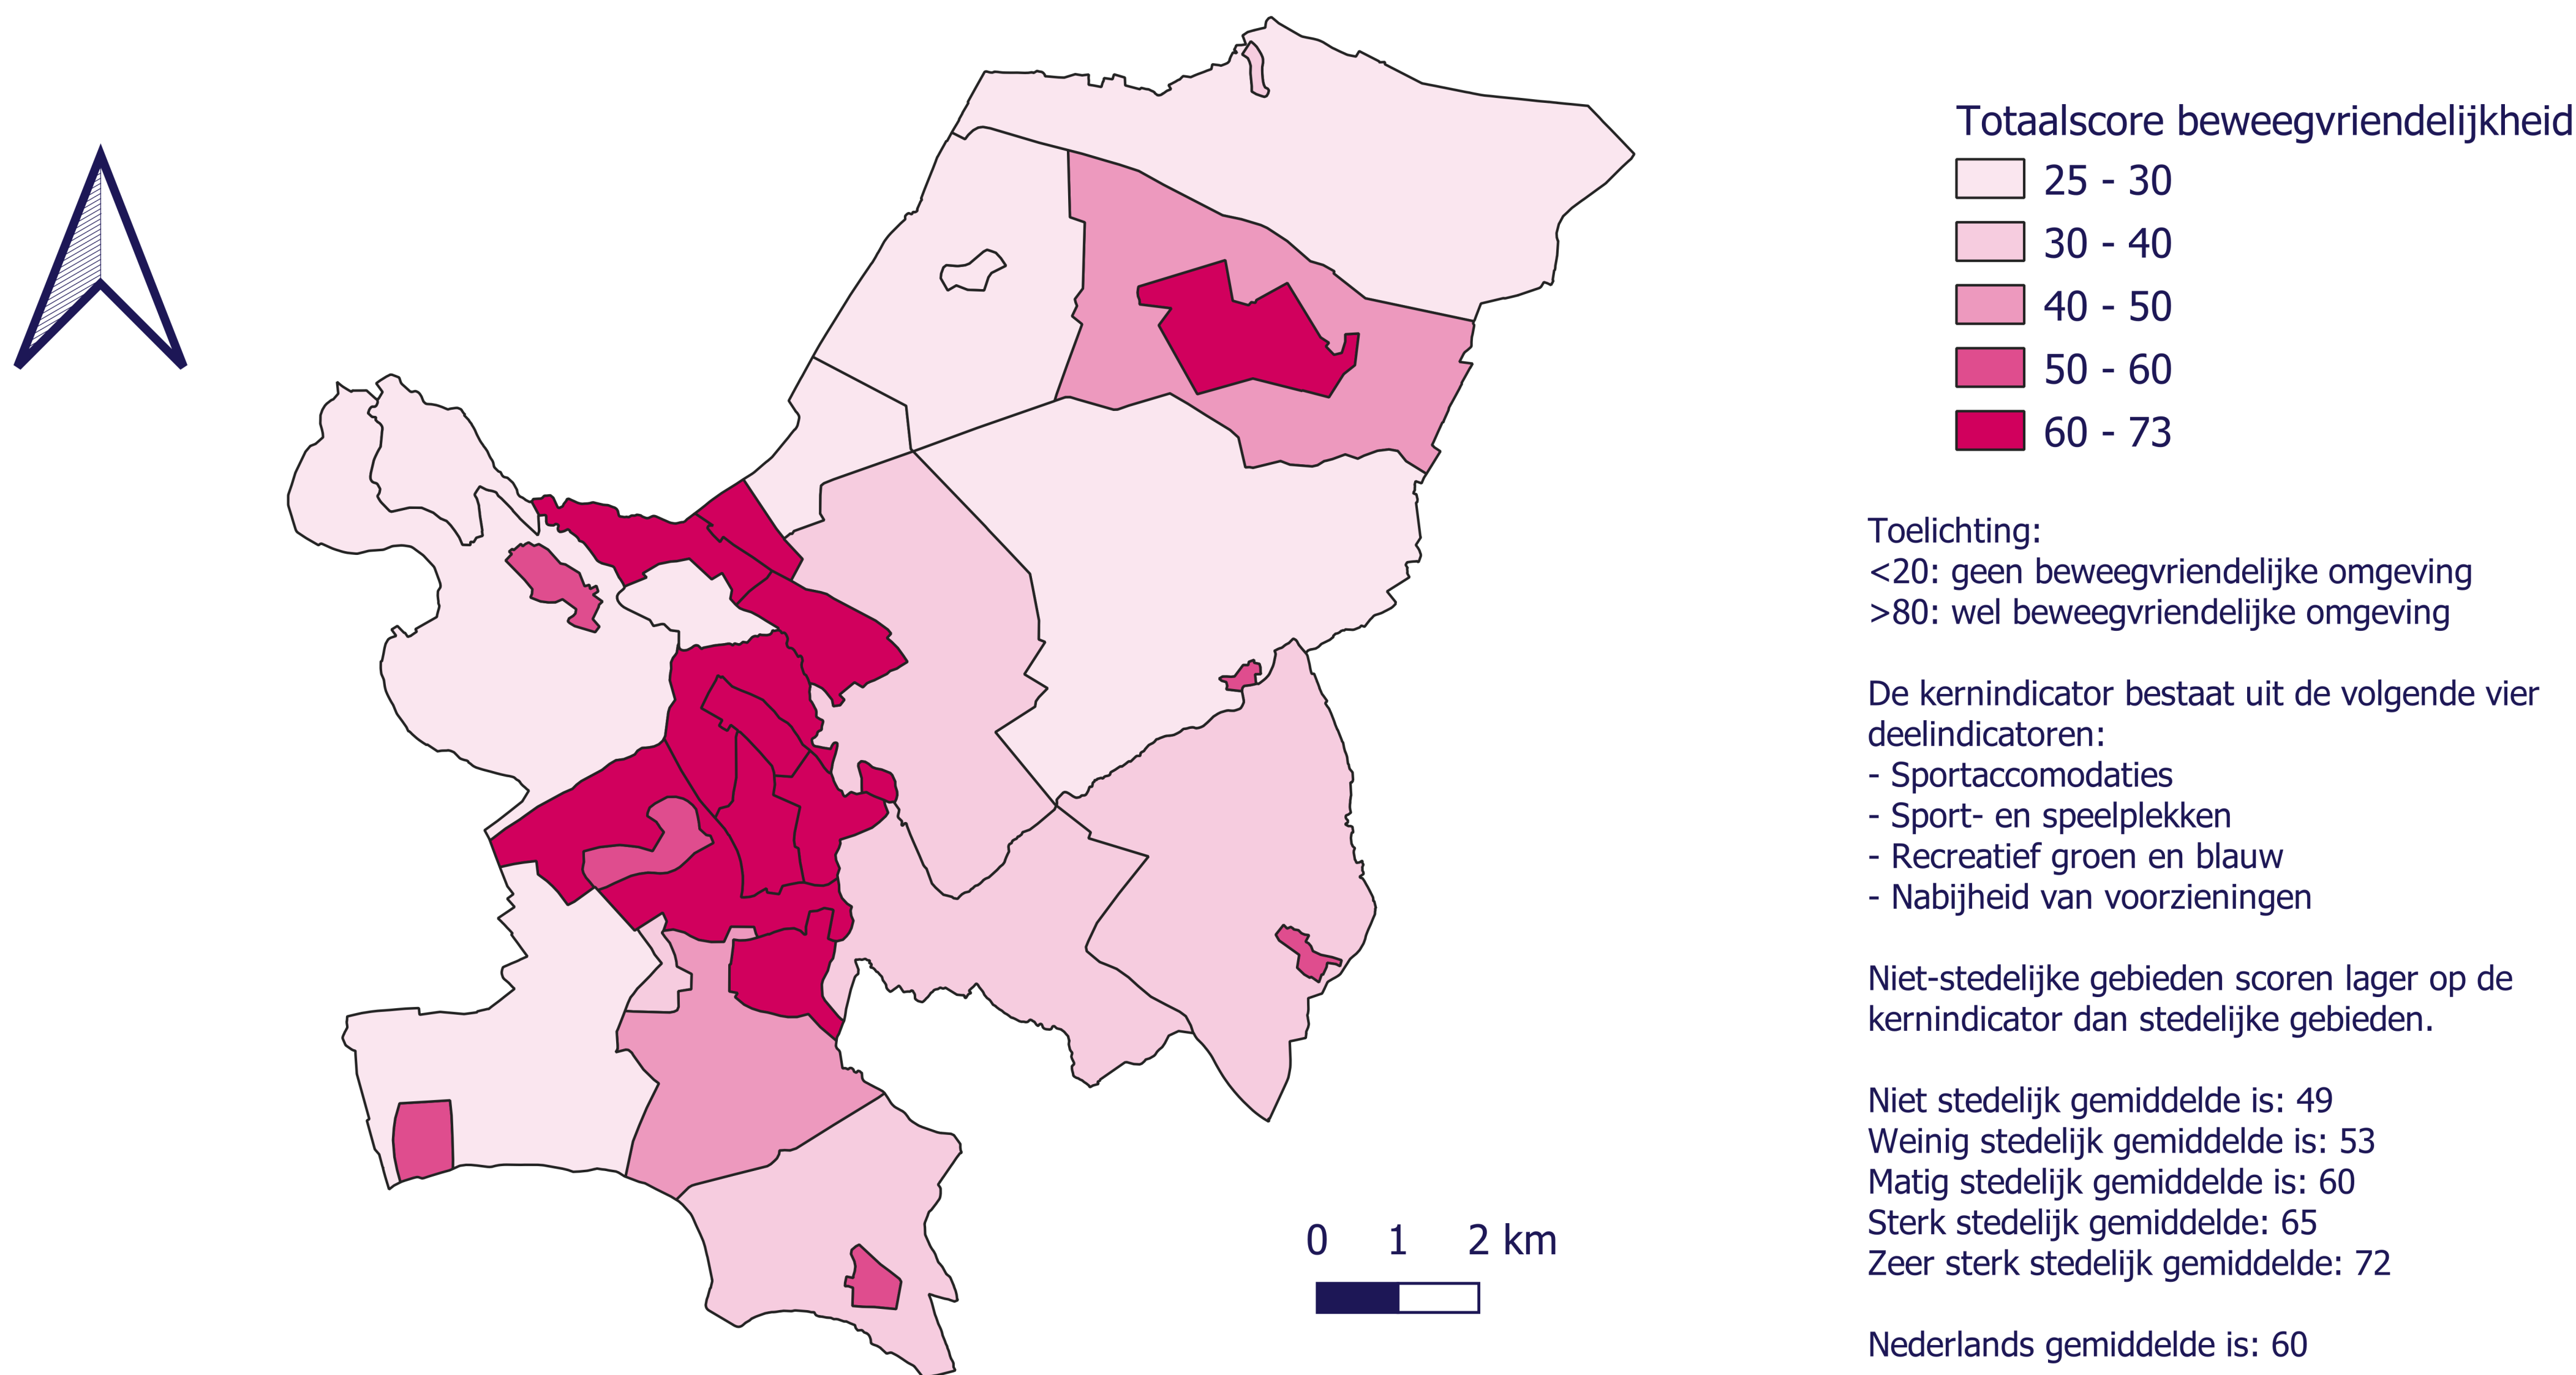 Totaalscore beweegvriendelijkheid
25 - 30
30 - 40
40 - 50
50 - 60
60 - 73
Toelichting:
<20: geen beweegvriendelijke omgeving
>80: wel beweegvriendelijke omgeving
De kernindicator bestaat uit de volgende vier
deelindicatoren:
- Sportaccomodaties
- Sport- en speelplekken
- Recreatief groen en blauw
- Nabijheid van voorzieningen
Niet-stedelijke gebieden scoren lager op de
kernindicator dan stedelijke gebieden.
Niet stedelijk gemiddelde is: 49
Weinig stedelijk gemiddelde is: 53
Matig stedelijk gemiddelde is: 60
Sterk stedelijk gemiddelde: 65
Zeer sterk stedelijk gemiddelde: 72
Nederlands gemiddelde is: 60
0 1 2 km